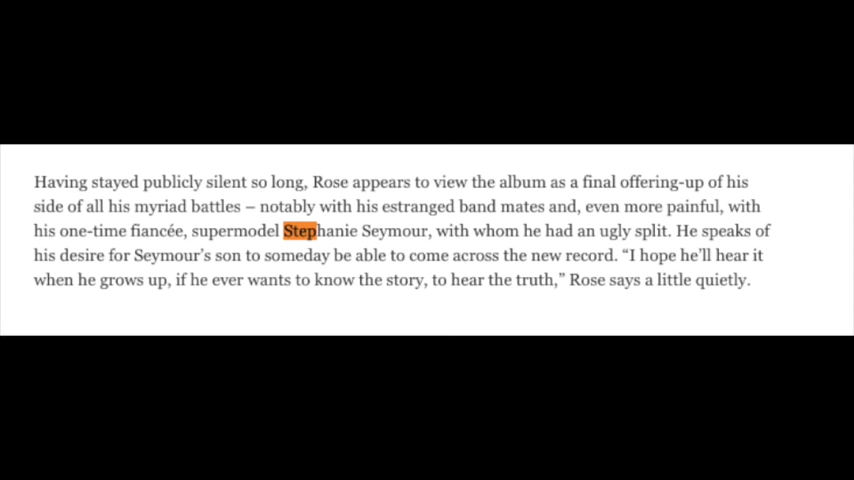 Having stayed publicly silent so long, Rose appears to view the album as a final offering-up of his
side of all his myriad battles – notably with his estranged band mates and, even more painful, with
his one-time fiancée, supermodel Stephanie Seymour, with whom he had an ugly split. He speaks of
his desire for Seymour’s son to someday be able to come across the new record. “I hope he’ll hear it
when he grows up, if he ever wants to know the story, to hear the truth,” Rose says a little quietly.